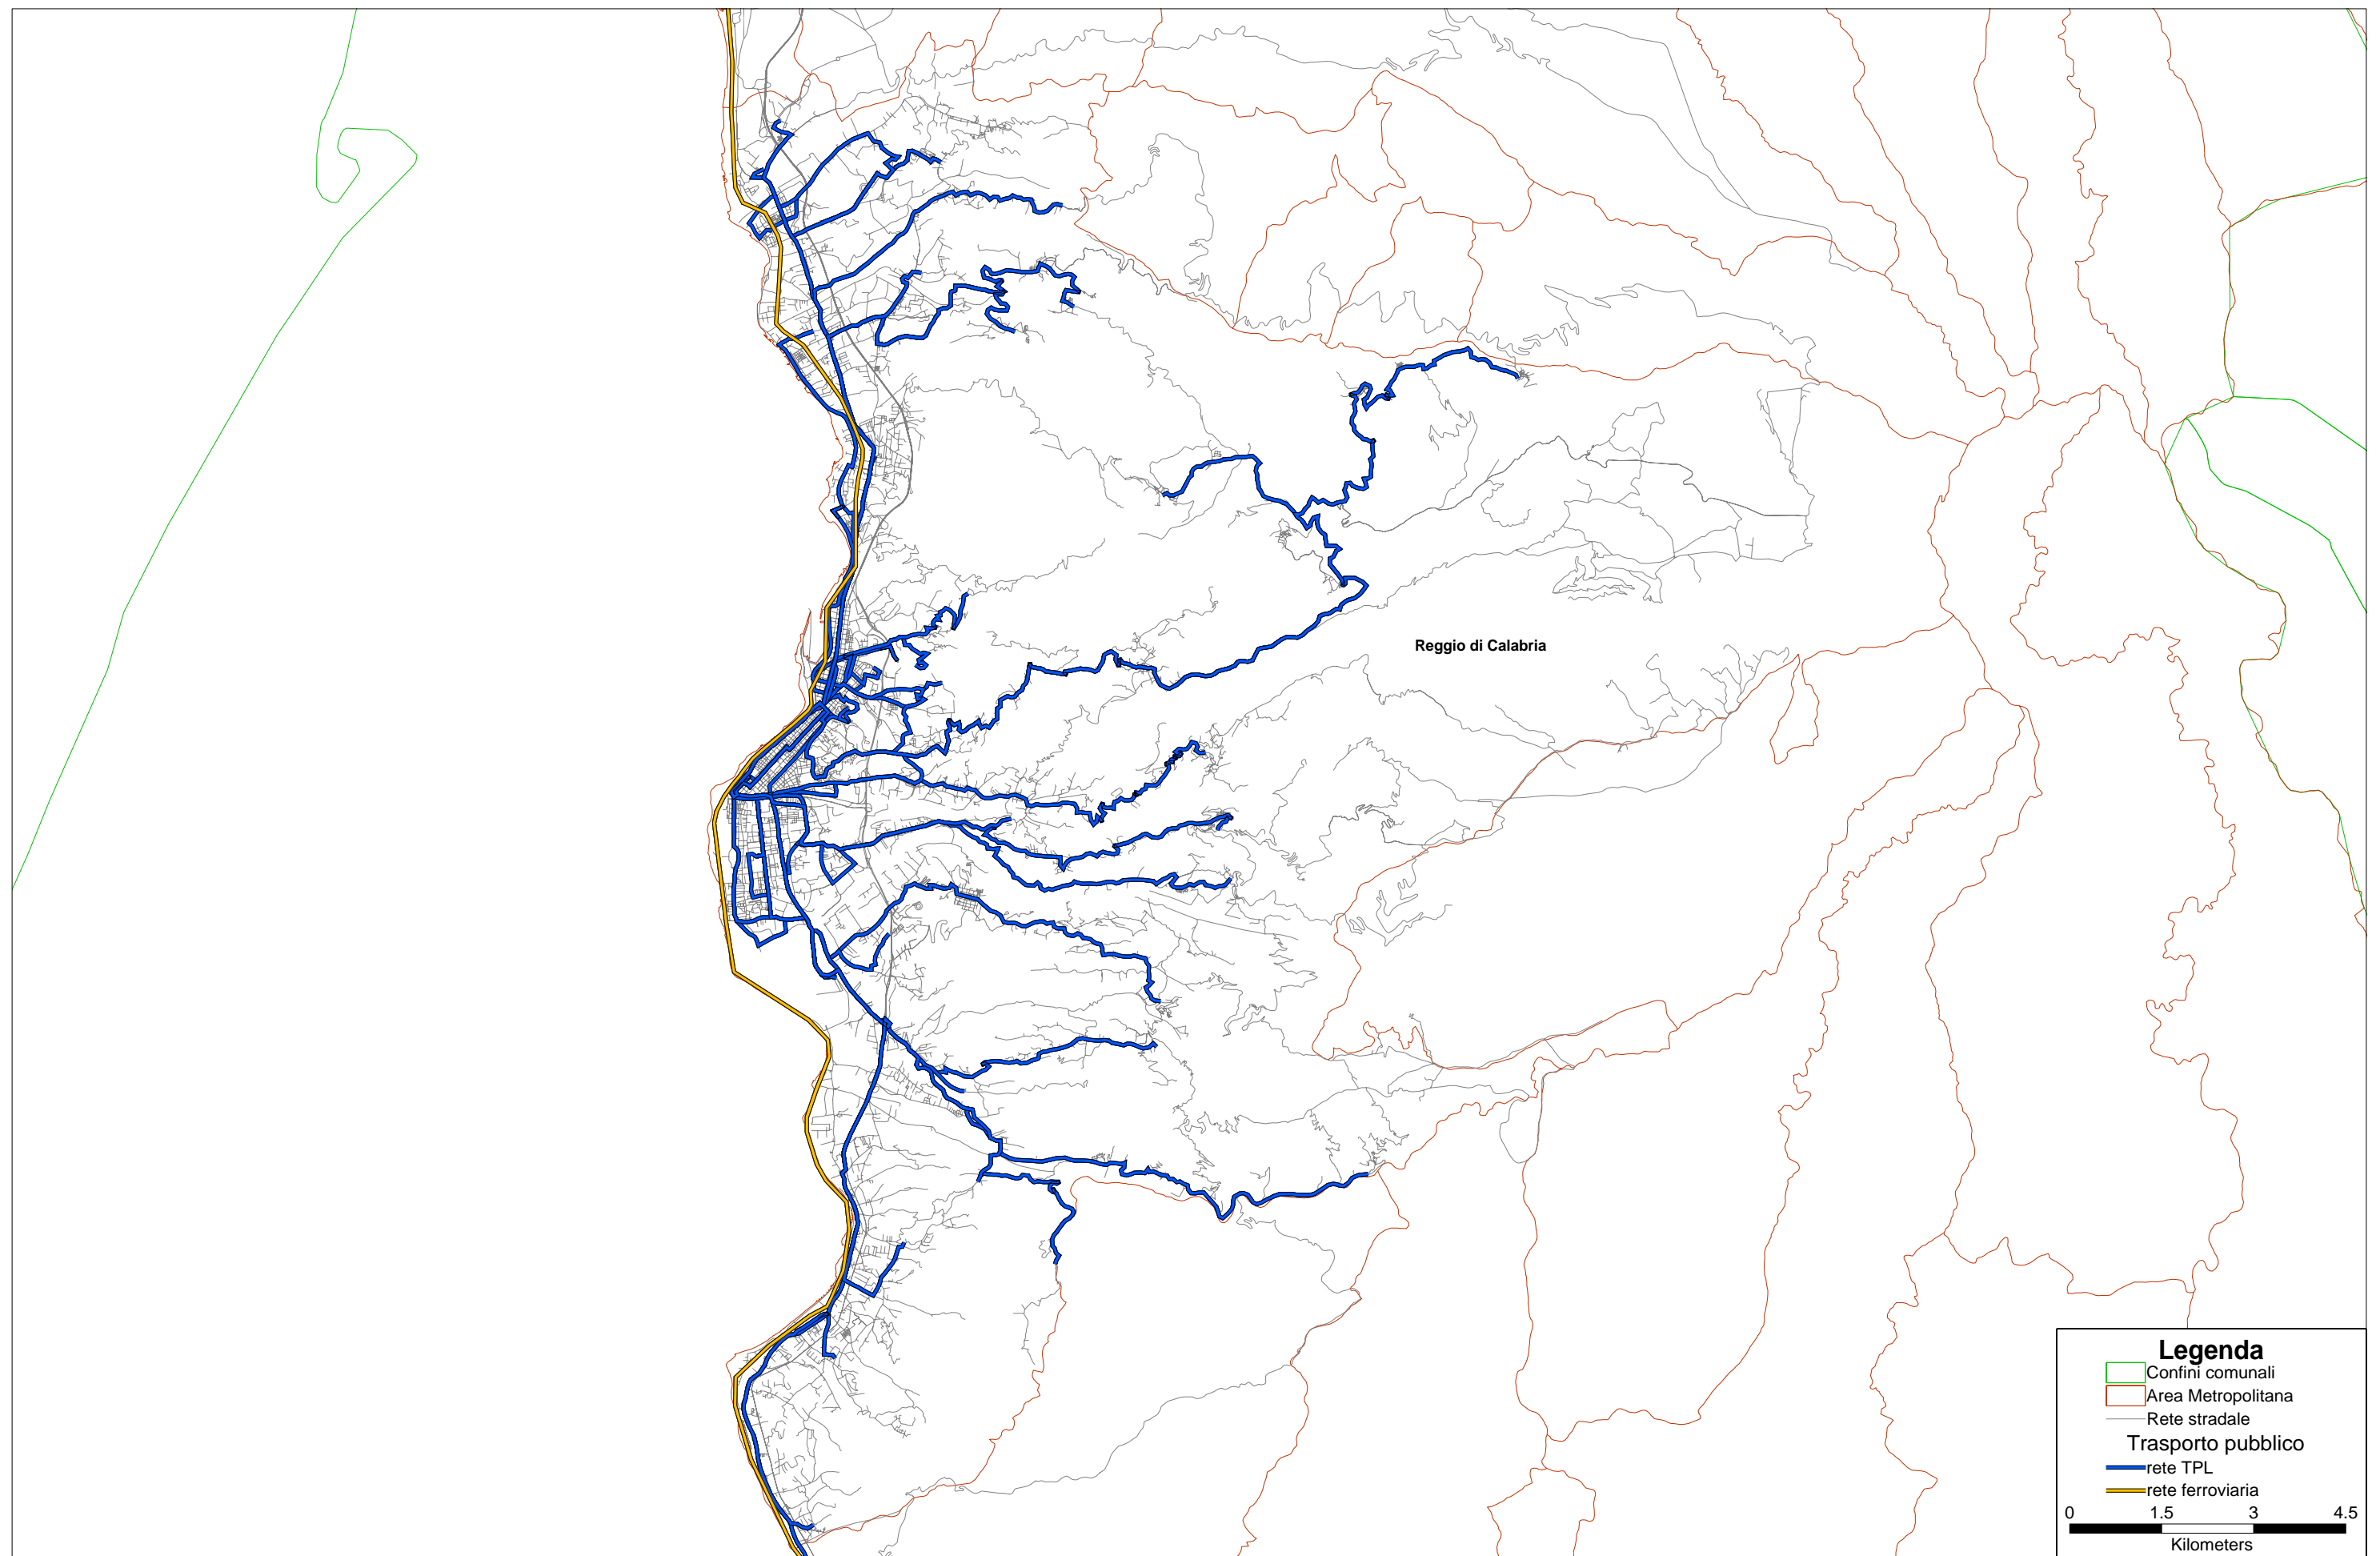 Reggio di Calabria
Legenda
Confini comunali
Area Metropolitana
Rete stradale
Trasporto pubblico
rete TPL
rete ferroviaria
0 1.5 3 4.5
Kilometers